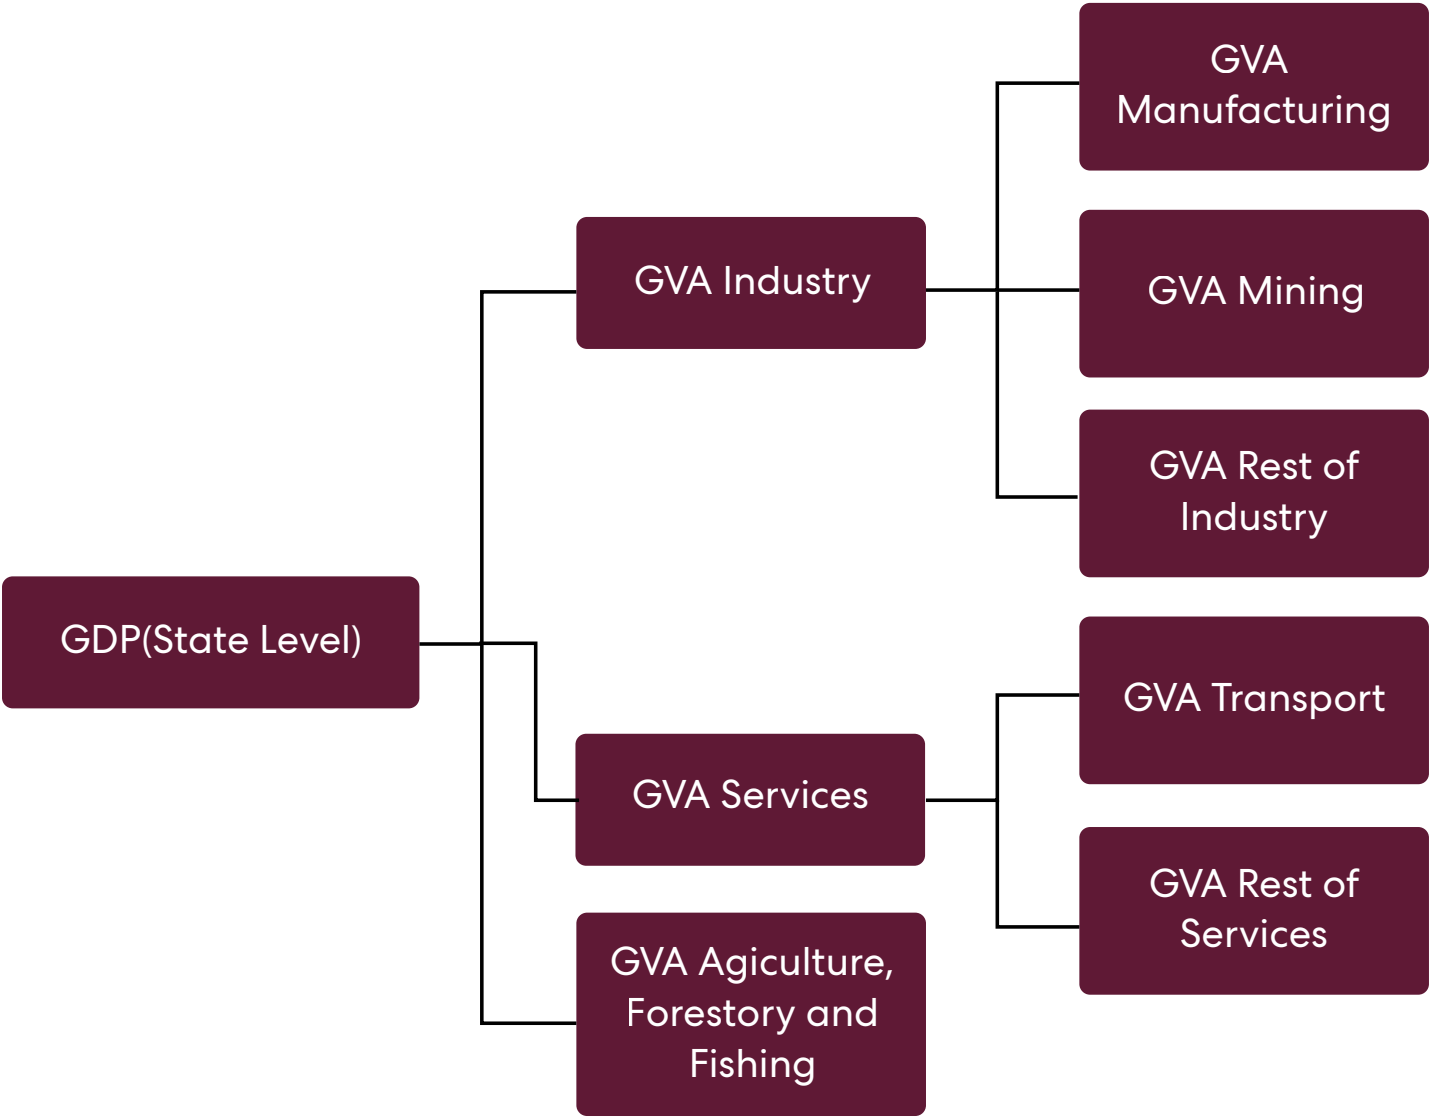 GVA
Manufacturing
GVA Industry
GVA Mining
GVA Rest of
Industry
GDP(State Level)
GVA Transport
GVA Services
GVA Rest of
Services
GVA Agiculture,
Forestory and
Fishing